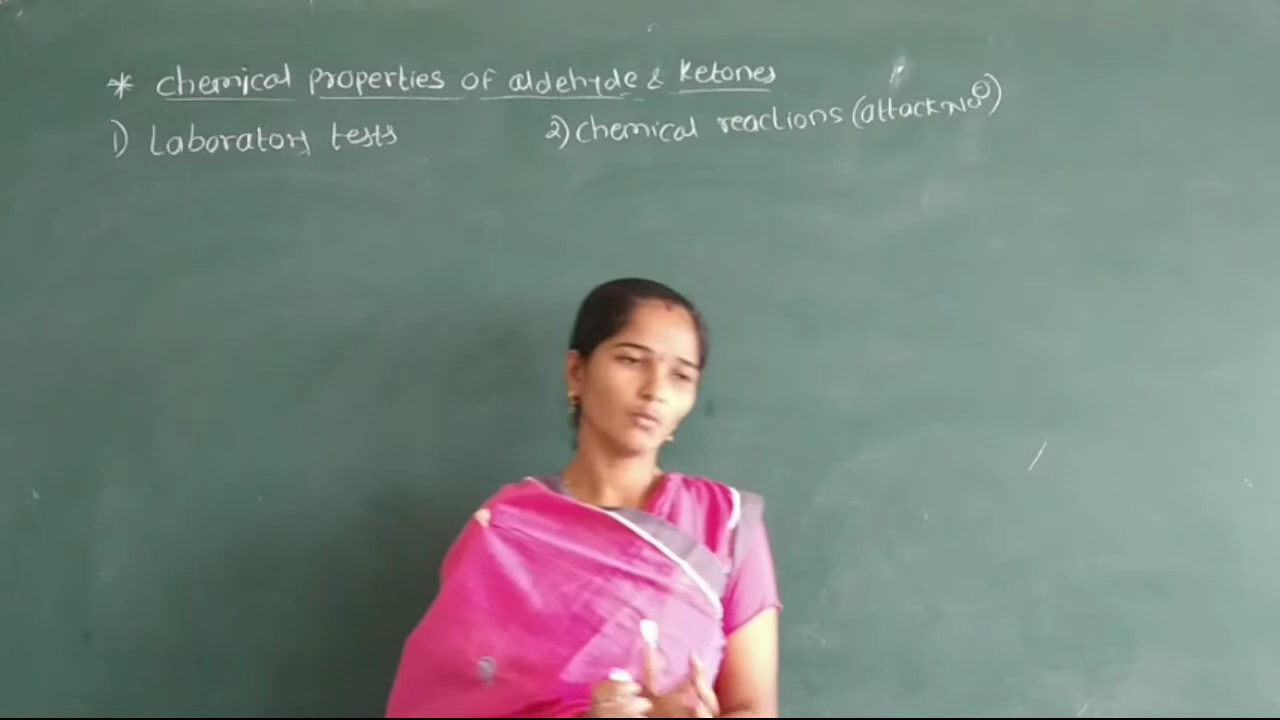 * Chemical properties of aldehyde & Ketones
1) Laboratory tests
2) Chemical reactions (attack Nu⊖)